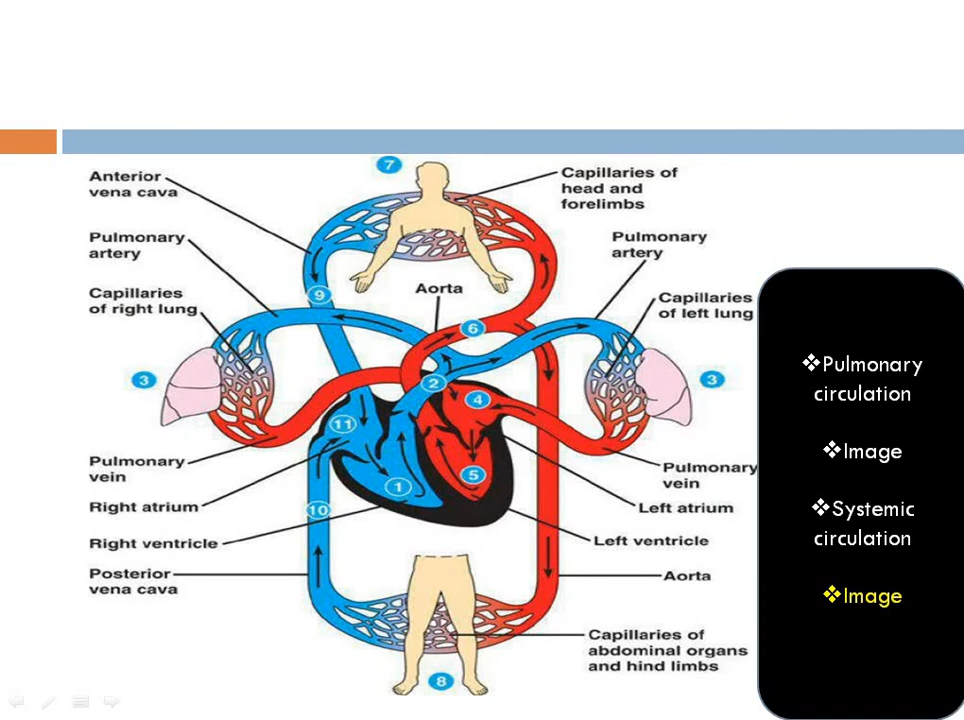 7
Anterior
vena cava
Capillaries of
head and
forelimbs
Pulmonary
artery
Pulmonary
artery
Capillaries
of right lung
9
Aorta
Capillaries
of left lung
6
3
2
3
4
11
5
1
Pulmonary
vein
Pulmonary
vein
Right atrium
10
Left atrium
Right ventricle
Left ventricle
Posterior
vena cava
Aorta
Capillaries of
abdominal organs
and hind limbs
8
❖Pulmonary
circulation
❖Image
❖Systemic
circulation
❖Image